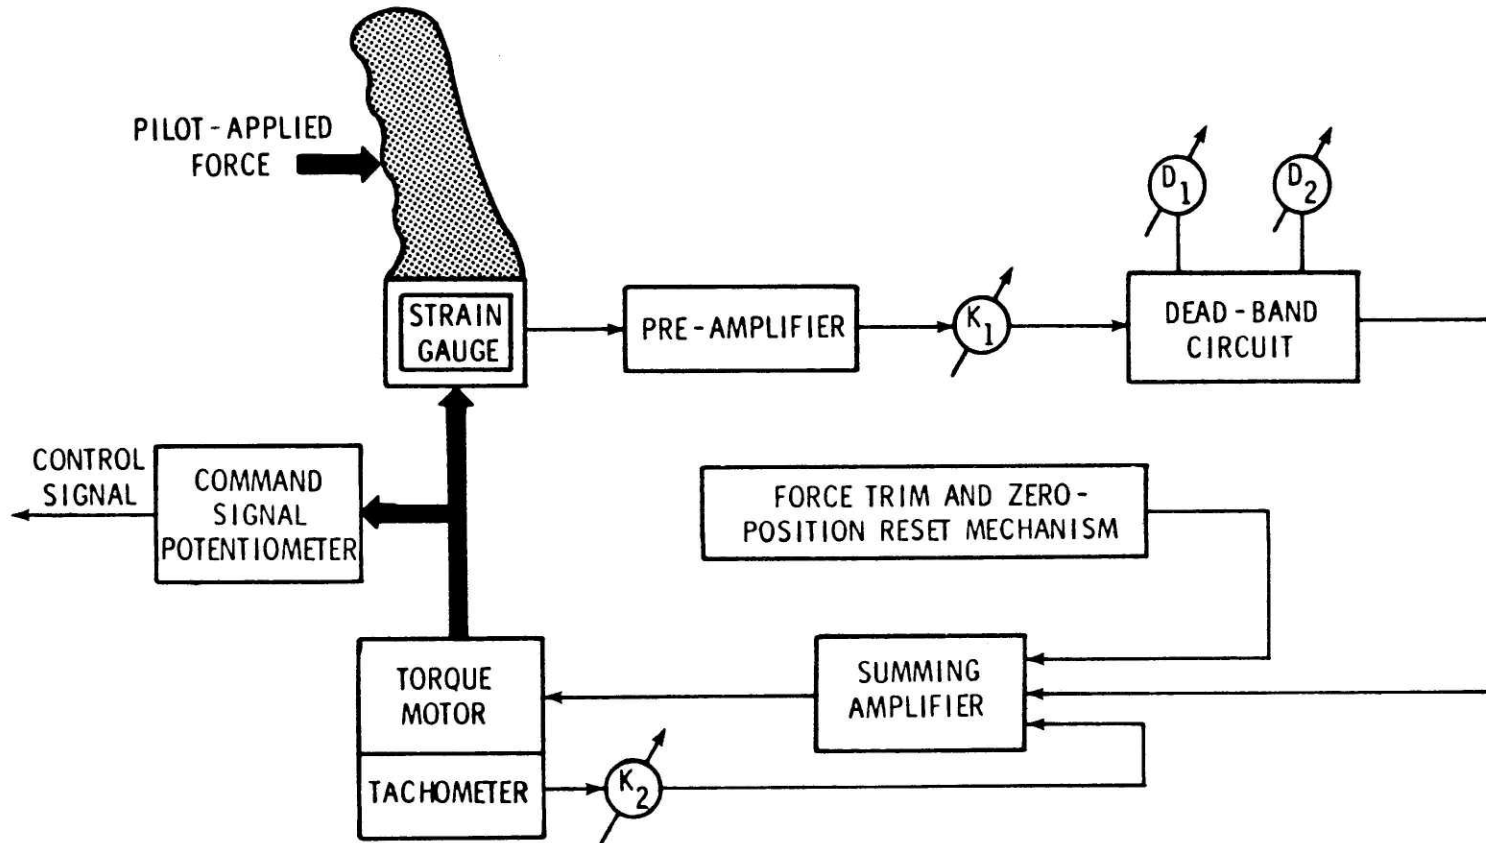 PILOT-APPLIED
FORCE
D1
D2
STRAIN
GAUGE
PRE-AMPLIFIER
K1
DEAD-BAND
CIRCUIT
CONTROL
SIGNAL
COMMAND
SIGNAL
POTENTIOMETER
FORCE TRIM AND ZERO-
POSITION RESET MECHANISM
TORQUE
MOTOR
SUMMING
AMPLIFIER
TACHOMETER
K2